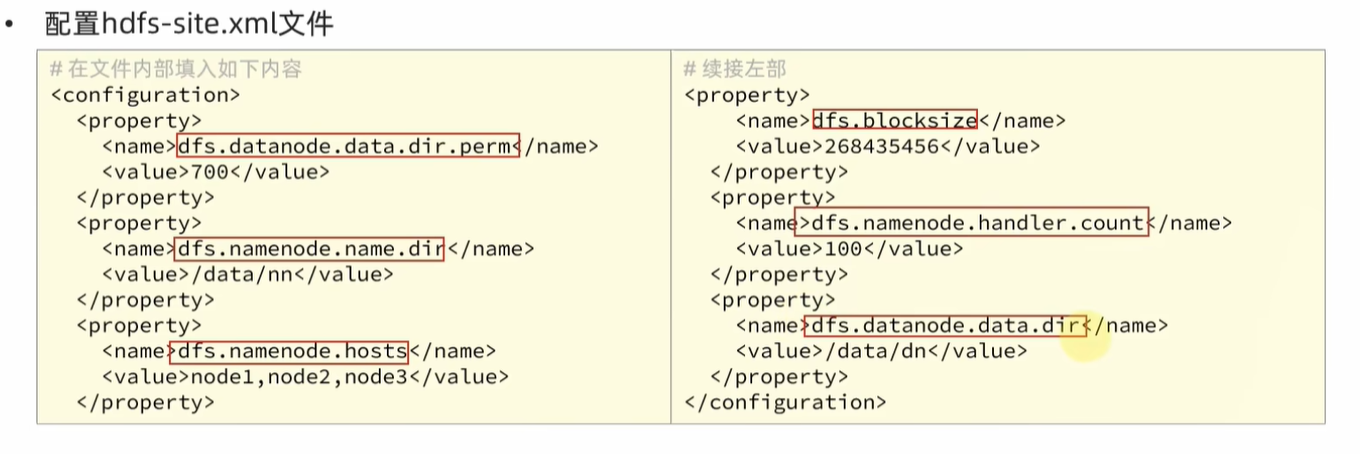 • 配置hdfs-site.xml文件
# 在文件内部填入如下内容
<configuration>
  <property>
    <name>dfs.datanode.data.dir.perm</name>
    <value>700</value>
  </property>
  <property>
    <name>dfs.namenode.name.dir</name>
    <value>/data/nn</value>
  </property>
  <property>
    <name>dfs.namenode.hosts</name>
    <value>node1,node2,node3</value>
  </property>
# 续接左部
<property>
    <name>dfs.blocksize</name>
    <value>268435456</value>
  </property>
  <property>
    <name>dfs.namenode.handler.count</name>
    <value>100</value>
  </property>
  <property>
    <name>dfs.datanode.data.dir</name>
    <value>/data/dn</value>
  </property>
</configuration>